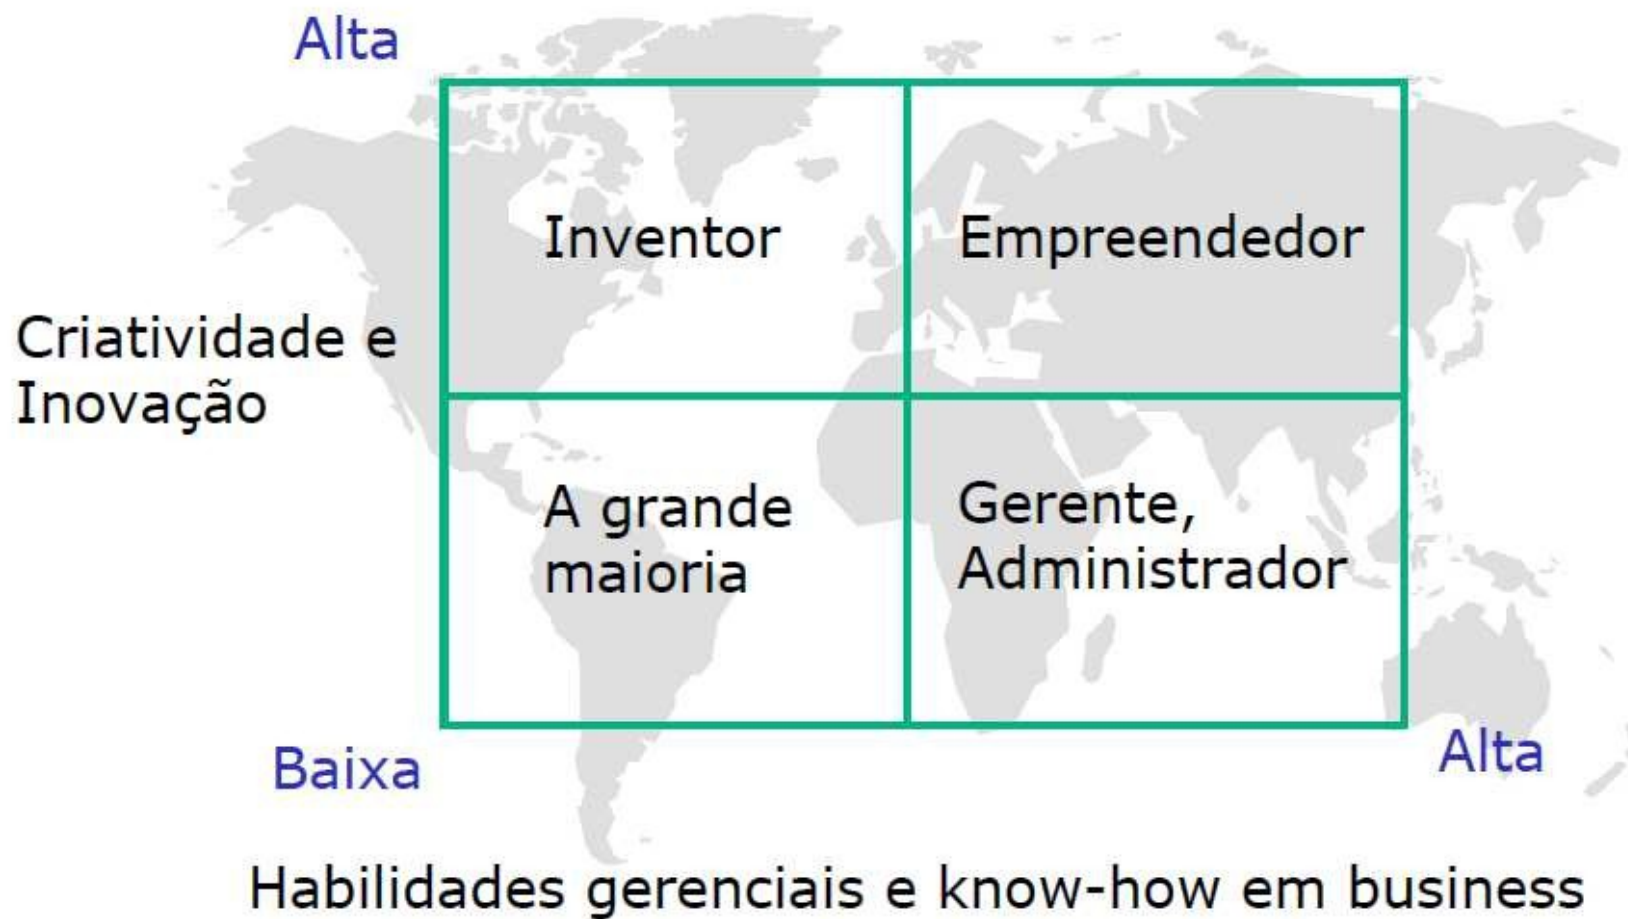 Alta
Inventor
Empreendedor
Criatividade e
Inovação
A grande
maioria
Gerente,
Administrador
Baixa
Alta
Habilidades gerenciais e know-how em business